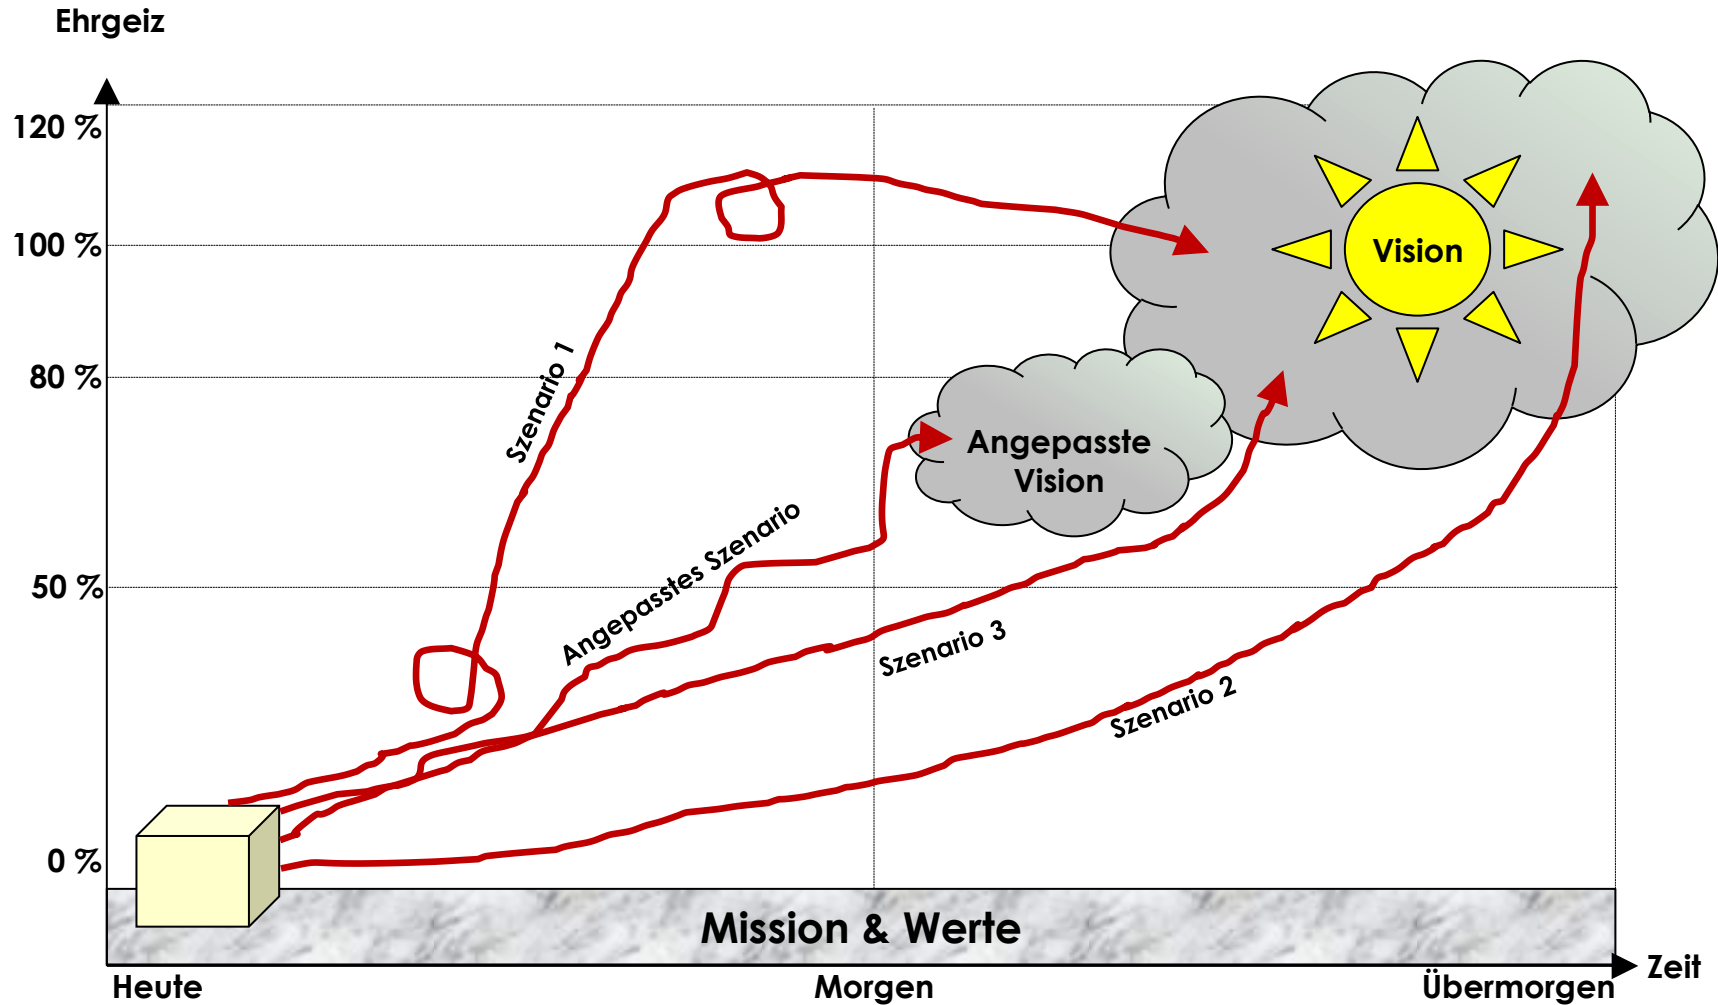 Ehrgeiz
120 %
100 %
Vision
80 %
Szenario 1
Angepasste
Vision
Angepasstes Szenario
50 %
Szenario 3
Szenario 2
0 %
Mission & Werte
Zeit
Heute
Morgen
Übermorgen